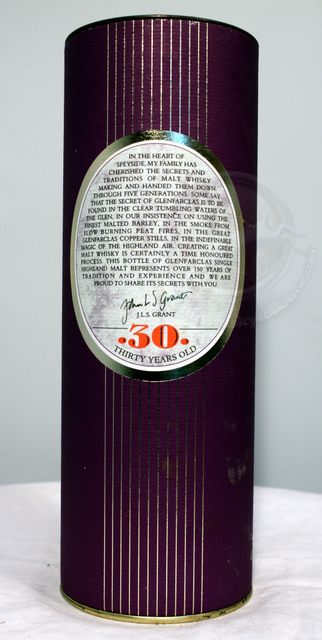 IN THE HEART OF
SPEYSIDE, MY FAMILY HAS
CHERISHED THE SECRETS AND
TRADITIONS OF MALT WHISKY
MAKING AND HANDED THEM DOWN
THROUGH FIVE GENERATIONS. SOME SAY
THAT THE SECRET OF GLENFARCLAS IS TO BE
FOUND IN THE CLEAR TUMBLING WATERS OF
THE GLEN, IN OUR INSISTENCE ON USING THE
FINEST MALTED BARLEY, IN THE SMOKE FROM
SLOW BURNING PEAT FIRES, IN THE GREAT
GLENFARCLAS COPPER STILLS, IN THE INDEFINABLE
MAGIC OF THE HIGHLAND AIR. CREATING A GREAT
MALT WHISKY IS CERTAINLY A TIME HONOURED
PROCESS. THIS BOTTLE OF GLENFARCLAS SINGLE
HIGHLAND MALT REPRESENTS OVER 150 YEARS OF
TRADITION AND EXPERIENCE AND WE ARE
PROUD TO SHARE ITS SECRETS WITH YOU.
John L S Grant
J.L.S. GRANT
.30.
THIRTY YEARS OLD